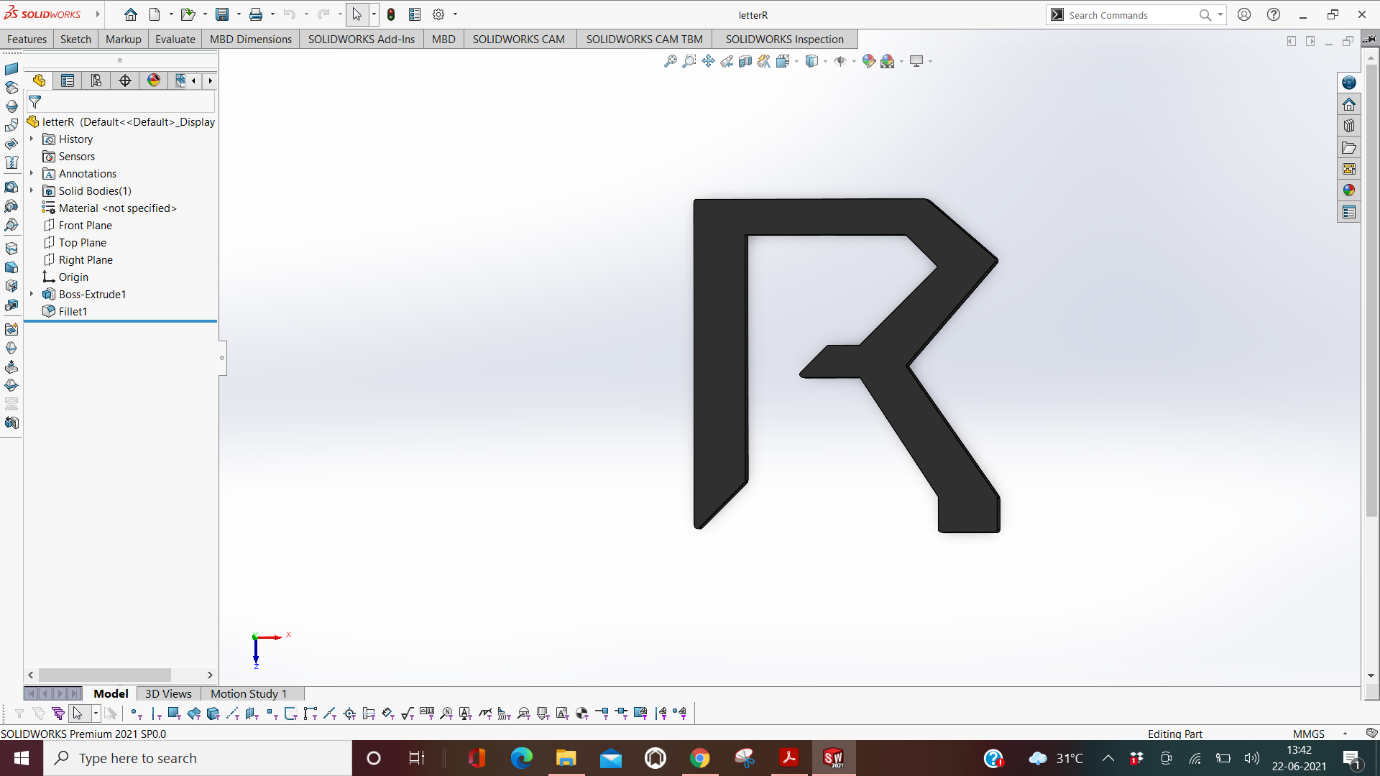 SOLIDWORKS
letterR
Search Commands
Features Sketch Markup Evaluate MBD Dimensions SOLIDWORKS Add-Ins MBD SOLIDWORKS CAM SOLIDWORKS CAM TBM SOLIDWORKS Inspection
letterR (Default<<Default>_Display
History
Sensors
Annotations
Solid Bodies(1)
Material <not specified>
Front Plane
Top Plane
Right Plane
Origin
Boss-Extrude1
Fillet1
R
X
Z
Model 3D Views Motion Study 1
SOLIDWORKS Premium 2021 SP0.0 Editing Part MMGS
Type here to search
SW
2021
31°C
13:42
22-06-2021
1